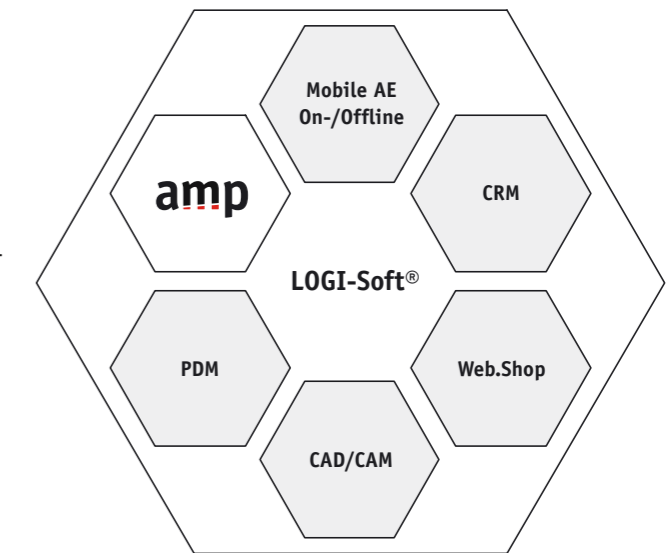 Mobile AE
On-/Offline
amp
CRM
LOGI-Soft®
PDM
Web.Shop
CAD/CAM